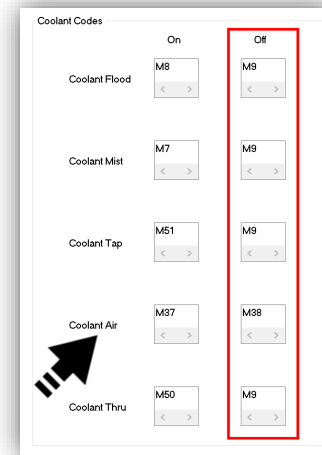 Coolant Codes
On Off
Coolant Flood M8 M9
Coolant Mist M7 M9
Coolant Tap M51 M9
Coolant Air M37 M38
Coolant Thru M50 M9